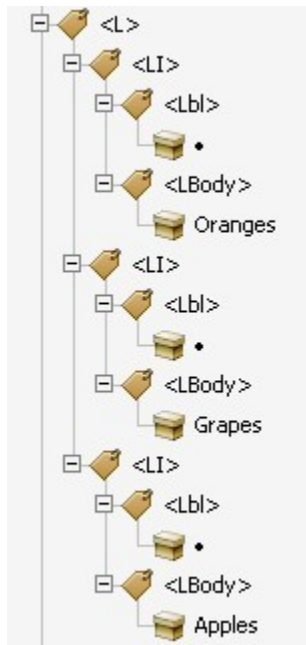 <L>
<LI>
<Lbl>
•
<LBody>
Oranges
<LI>
<Lbl>
•
<LBody>
Grapes
<LI>
<Lbl>
•
<LBody>
Apples